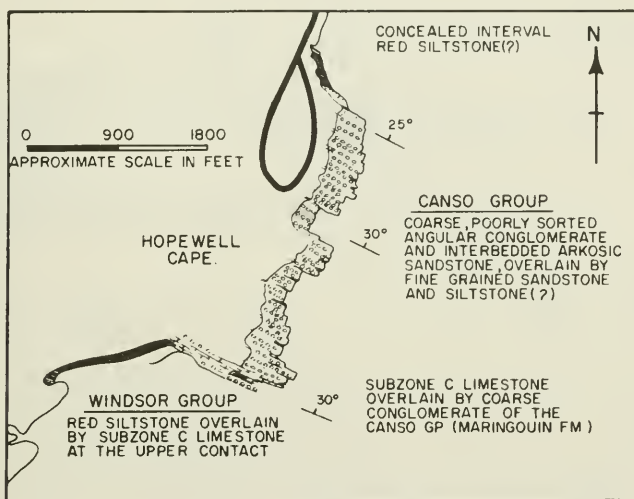 CONCEALED INTERVAL
RED SILTSTONE(?)
N
0 900 1800
APPROXIMATE SCALE IN FEET
25°
CANSO GROUP
COARSE, POORLY SORTED
ANGULAR CONGLOMERATE
AND INTERBEDDED ARKOSIC
SANDSTONE, OVERLAIN BY
FINE GRAINED SANDSTONE
AND SILTSTONE(?)
30°
HOPEWELL
CAPE.
WINDSOR GROUP
RED SILTSTONE OVERLAIN
BY SUBZONE C LIMESTONE
AT THE UPPER CONTACT
30°
SUBZONE C LIMESTONE
OVERLAIN BY COARSE
CONGLOMERATE OF THE
CANSO GP (MARINGOUIN FM)